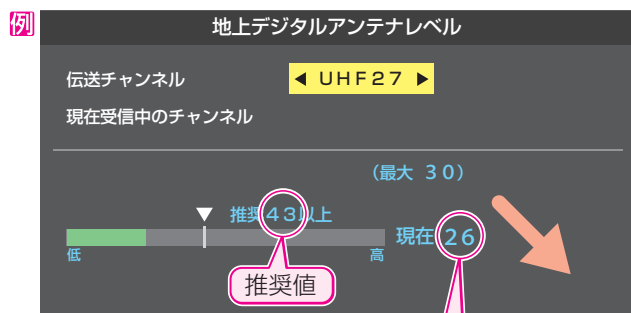 例
地上デジタルアンテナレベル
伝送チャンネル ◀ UHF27 ▶
現在受信中のチャンネル
(最大 30)
推奨43以上
現在 26
低 高
推奨値